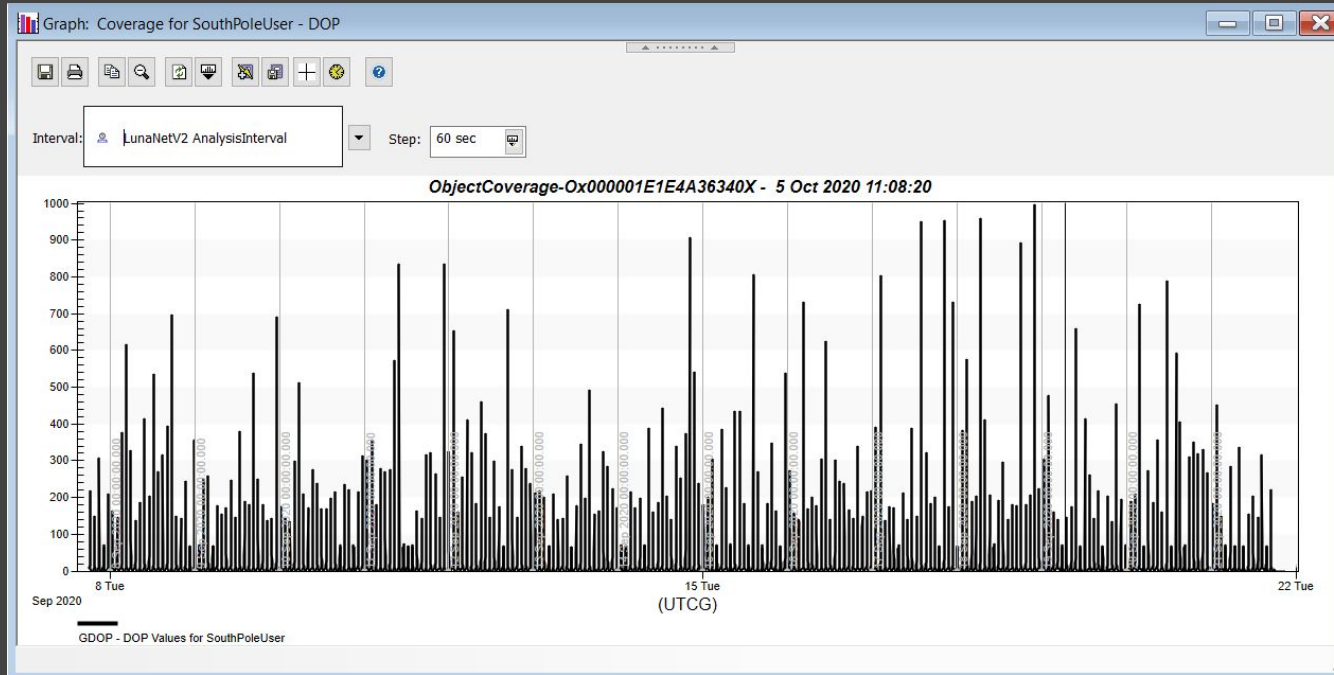 Graph: Coverage for SouthPoleUser - DOP
Interval: LunaNetV2 AnalysisInterval Step: 60 sec
ObjectCoverage-Ox000001E1E4A36340X - 5 Oct 2020 11:08:20
1000
900
800
700
600
500
400
300
200
100
0
8 Tue 15 Tue 22 Tue
Sep 2020
(UTCG)
GDOP - DOP Values for SouthPoleUser